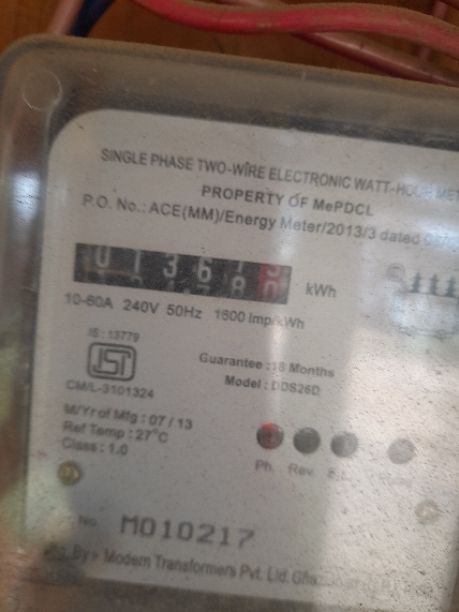 SINGLE PHASE TWO-WIRE ELECTRONIC WATT-HOUR
PROPERTY OF MePDCL
P.O. No.: ACE(MM)/Energy Meter/2013/3 dated
0136
kWh
10-60A 240V 50Hz 1600 Imp/kWh
IS : 13779
ISI
CM/L-3101324
Guarantee : 18 Months
Model : DDS26D
M/Yr of Mfg : 07 / 13
Ref Temp : 27°C
Class : 1.0
Ph. Rev.
No. M010217
By > Modern Transformers Pvt. Ltd.